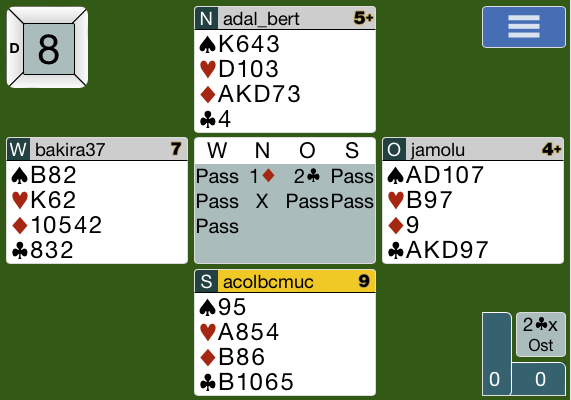 D 8
N adal_bert 5+
♠K643
♥D103
♦AKD73
♣4
W bakira37 7
♠B82
♥K62
♦10542
♣832
W N O S
Pass 1♦ 2♣ Pass
Pass X Pass Pass
Pass
O jamolu 4+
♠AD107
♥B97
♦9
♣AKD97
S acolbcmuc 9
♠95
♥A854
♦B86
♣B1065
2♣x
Ost
0 0